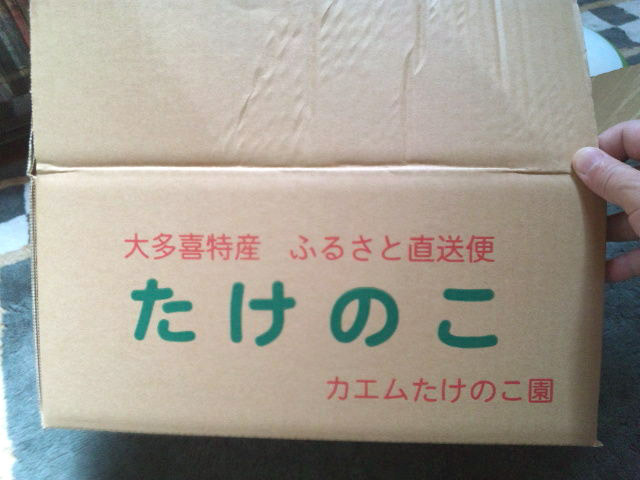 大多喜特産　ふるさと直送便
たけのこ
カエムたけのこ園